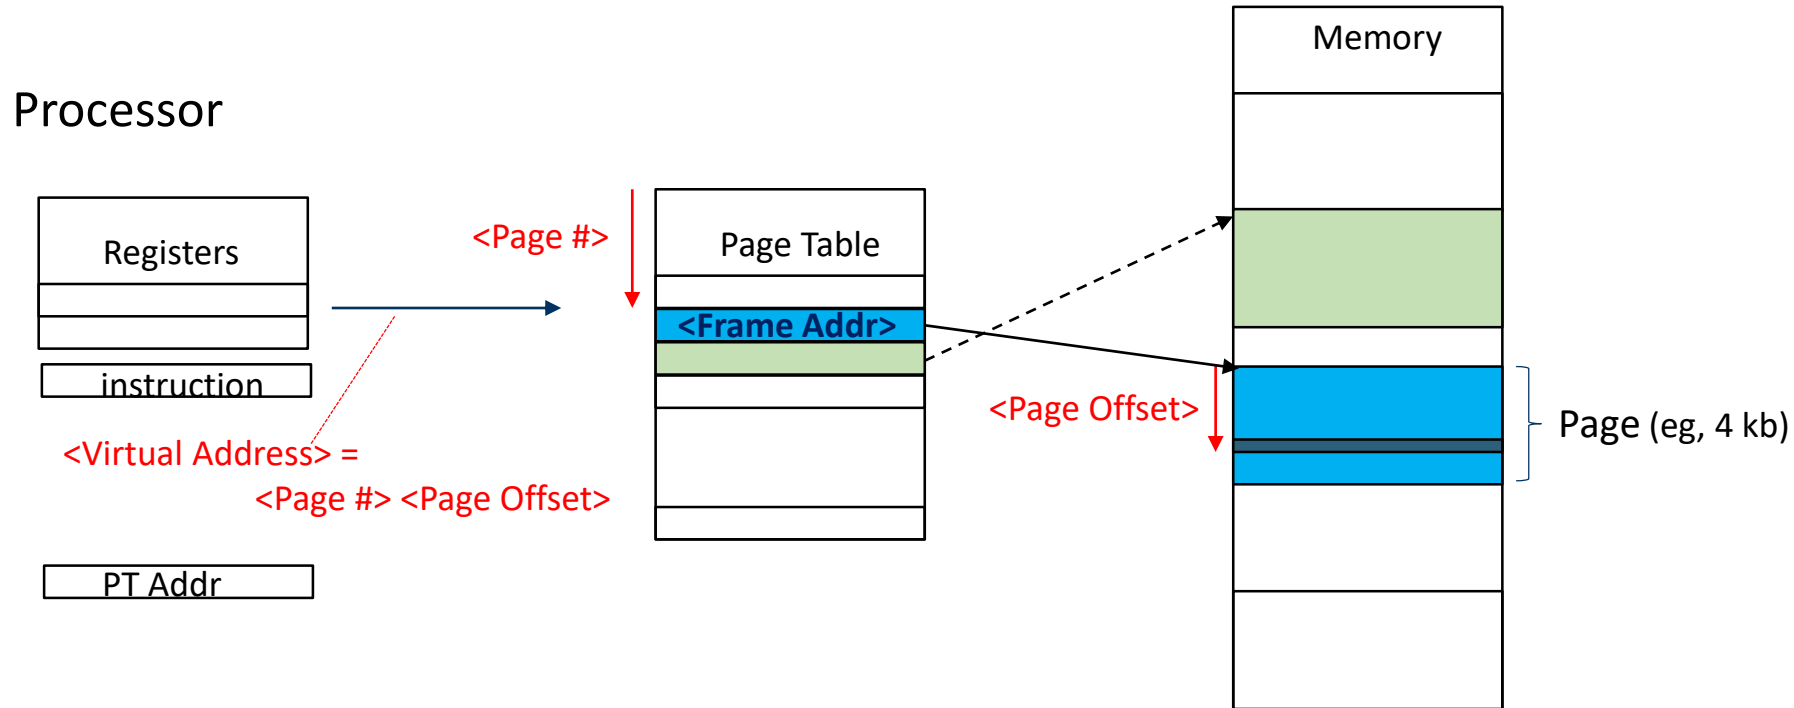 Memory
Processor
Registers
<Page #>
Page Table
<Frame Addr>
instruction
<Page Offset>
Page (eg, 4 kb)
<Virtual Address> =
<Page #> <Page Offset>
PT Addr